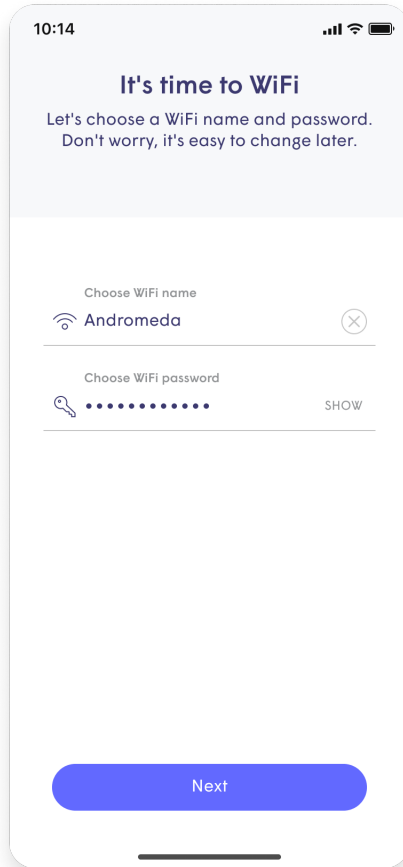 10:14
It's time to WiFi
Let's choose a WiFi name and password.
Don't worry, it's easy to change later.
Choose WiFi name
Andromeda
Choose WiFi password
•••••••••••• SHOW
Next